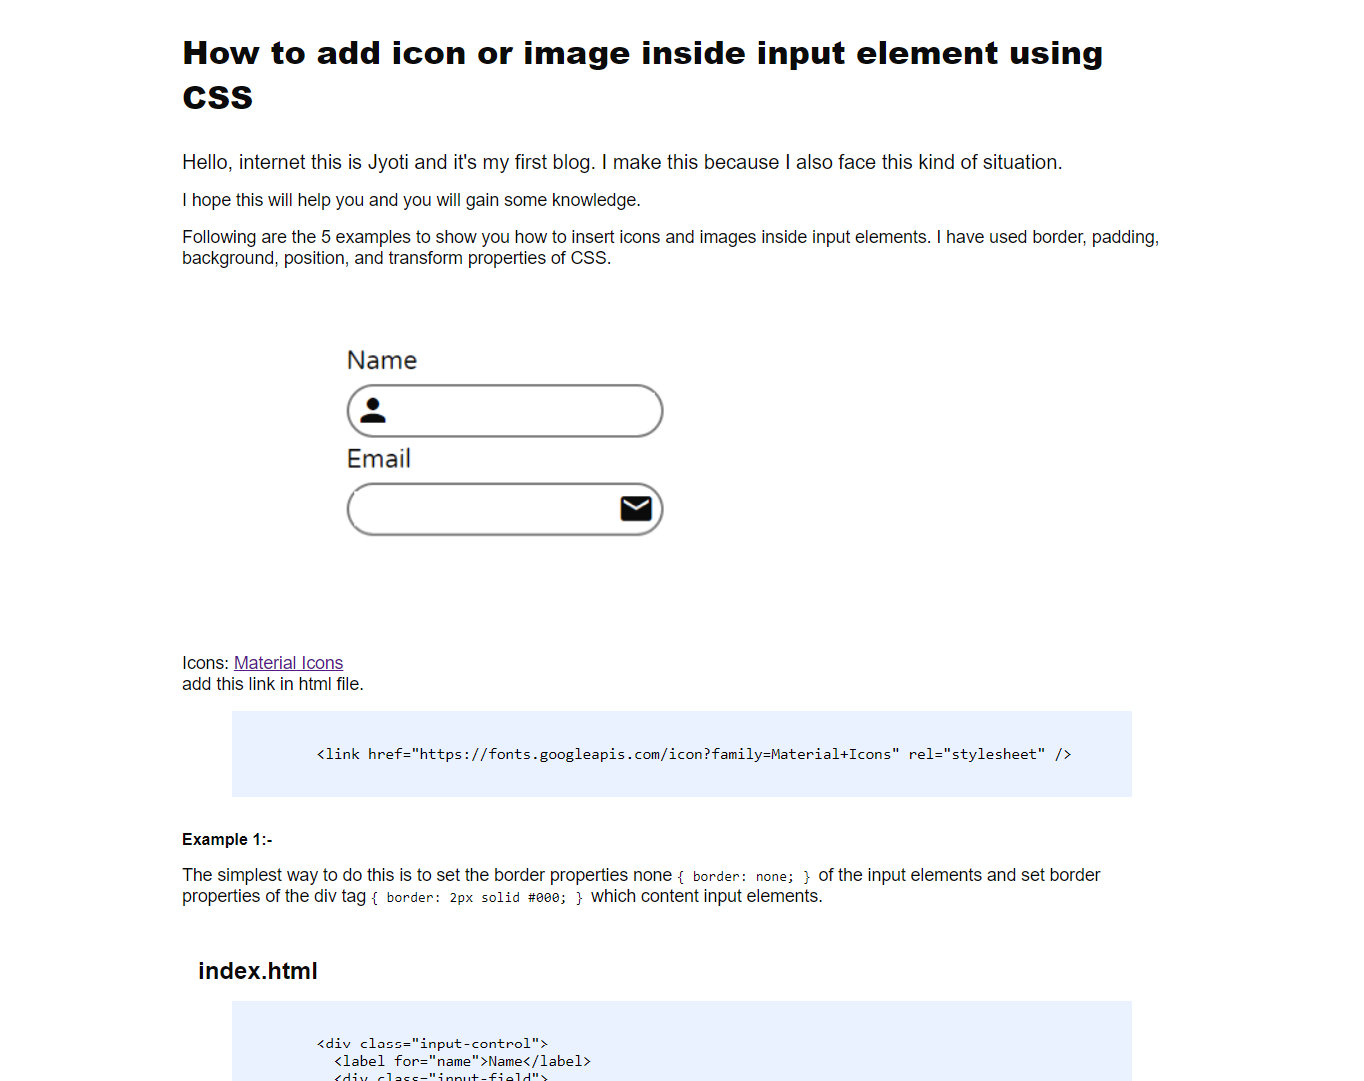 How to add icon or image inside input element using
CSS
Hello, internet this is Jyoti and it's my first blog. I make this because I also face this kind of situation.
I hope this will help you and you will gain some knowledge.
Following are the 5 examples to show you how to insert icons and images inside input elements. I have used border, padding,
background, position, and transform properties of CSS.
Name
Email
Icons: Material Icons
add this link in html file.
<link href="https://fonts.googleapis.com/icon?family=Material+Icons" rel="stylesheet" />
Example 1:-
The simplest way to do this is to set the border properties none { border: none; } of the input elements and set border
properties of the div tag { border: 2px solid #000; } which content input elements.
index.html
<div class="input-control">
<label for="name">Name</label>
<div class="input-field">